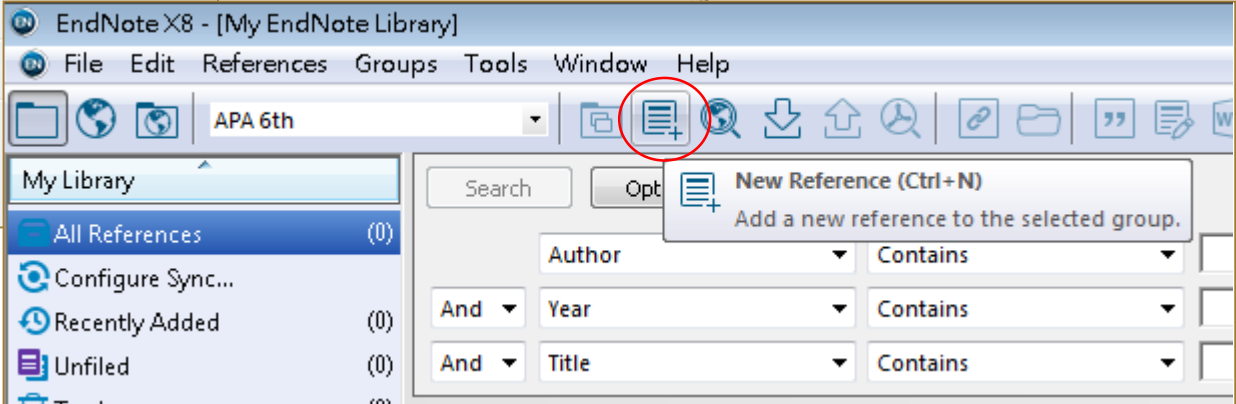 EndNote X8 - [My EndNote Library]
File Edit References Groups Tools Window Help
APA 6th
My Library
Search
Opt
New Reference (Ctrl+N)
Add a new reference to the selected group.
All References (0)
Author Contains
Configure Sync...
And Year Contains
Recently Added (0)
And Title Contains
Unfiled (0)